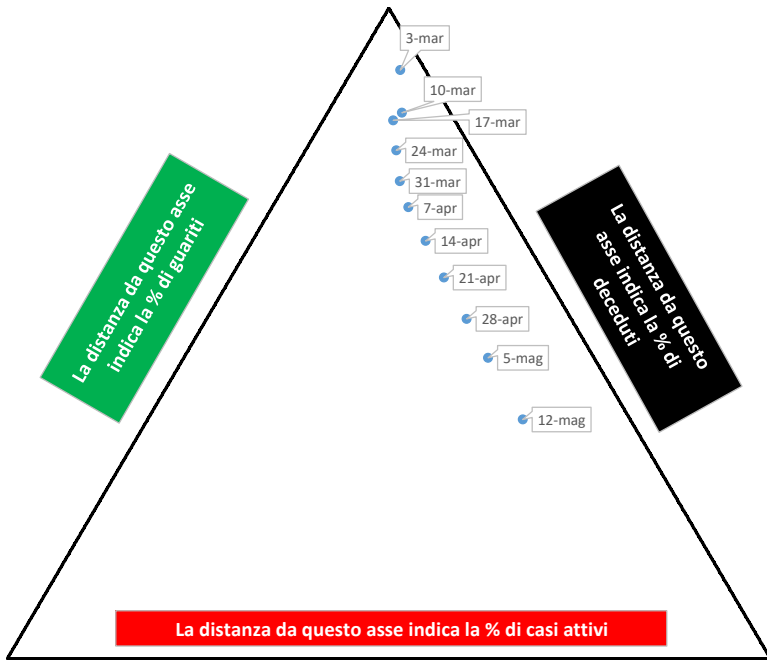 3-mar
10-mar
17-mar
24-mar
31-mar
7-apr
14-apr
21-apr
28-apr
5-mag
12-mag
La distanza da questo asse
indica la % di guariti
La distanza da questo
asse indica la % di
deceduti
La distanza da questo asse indica la % di casi attivi